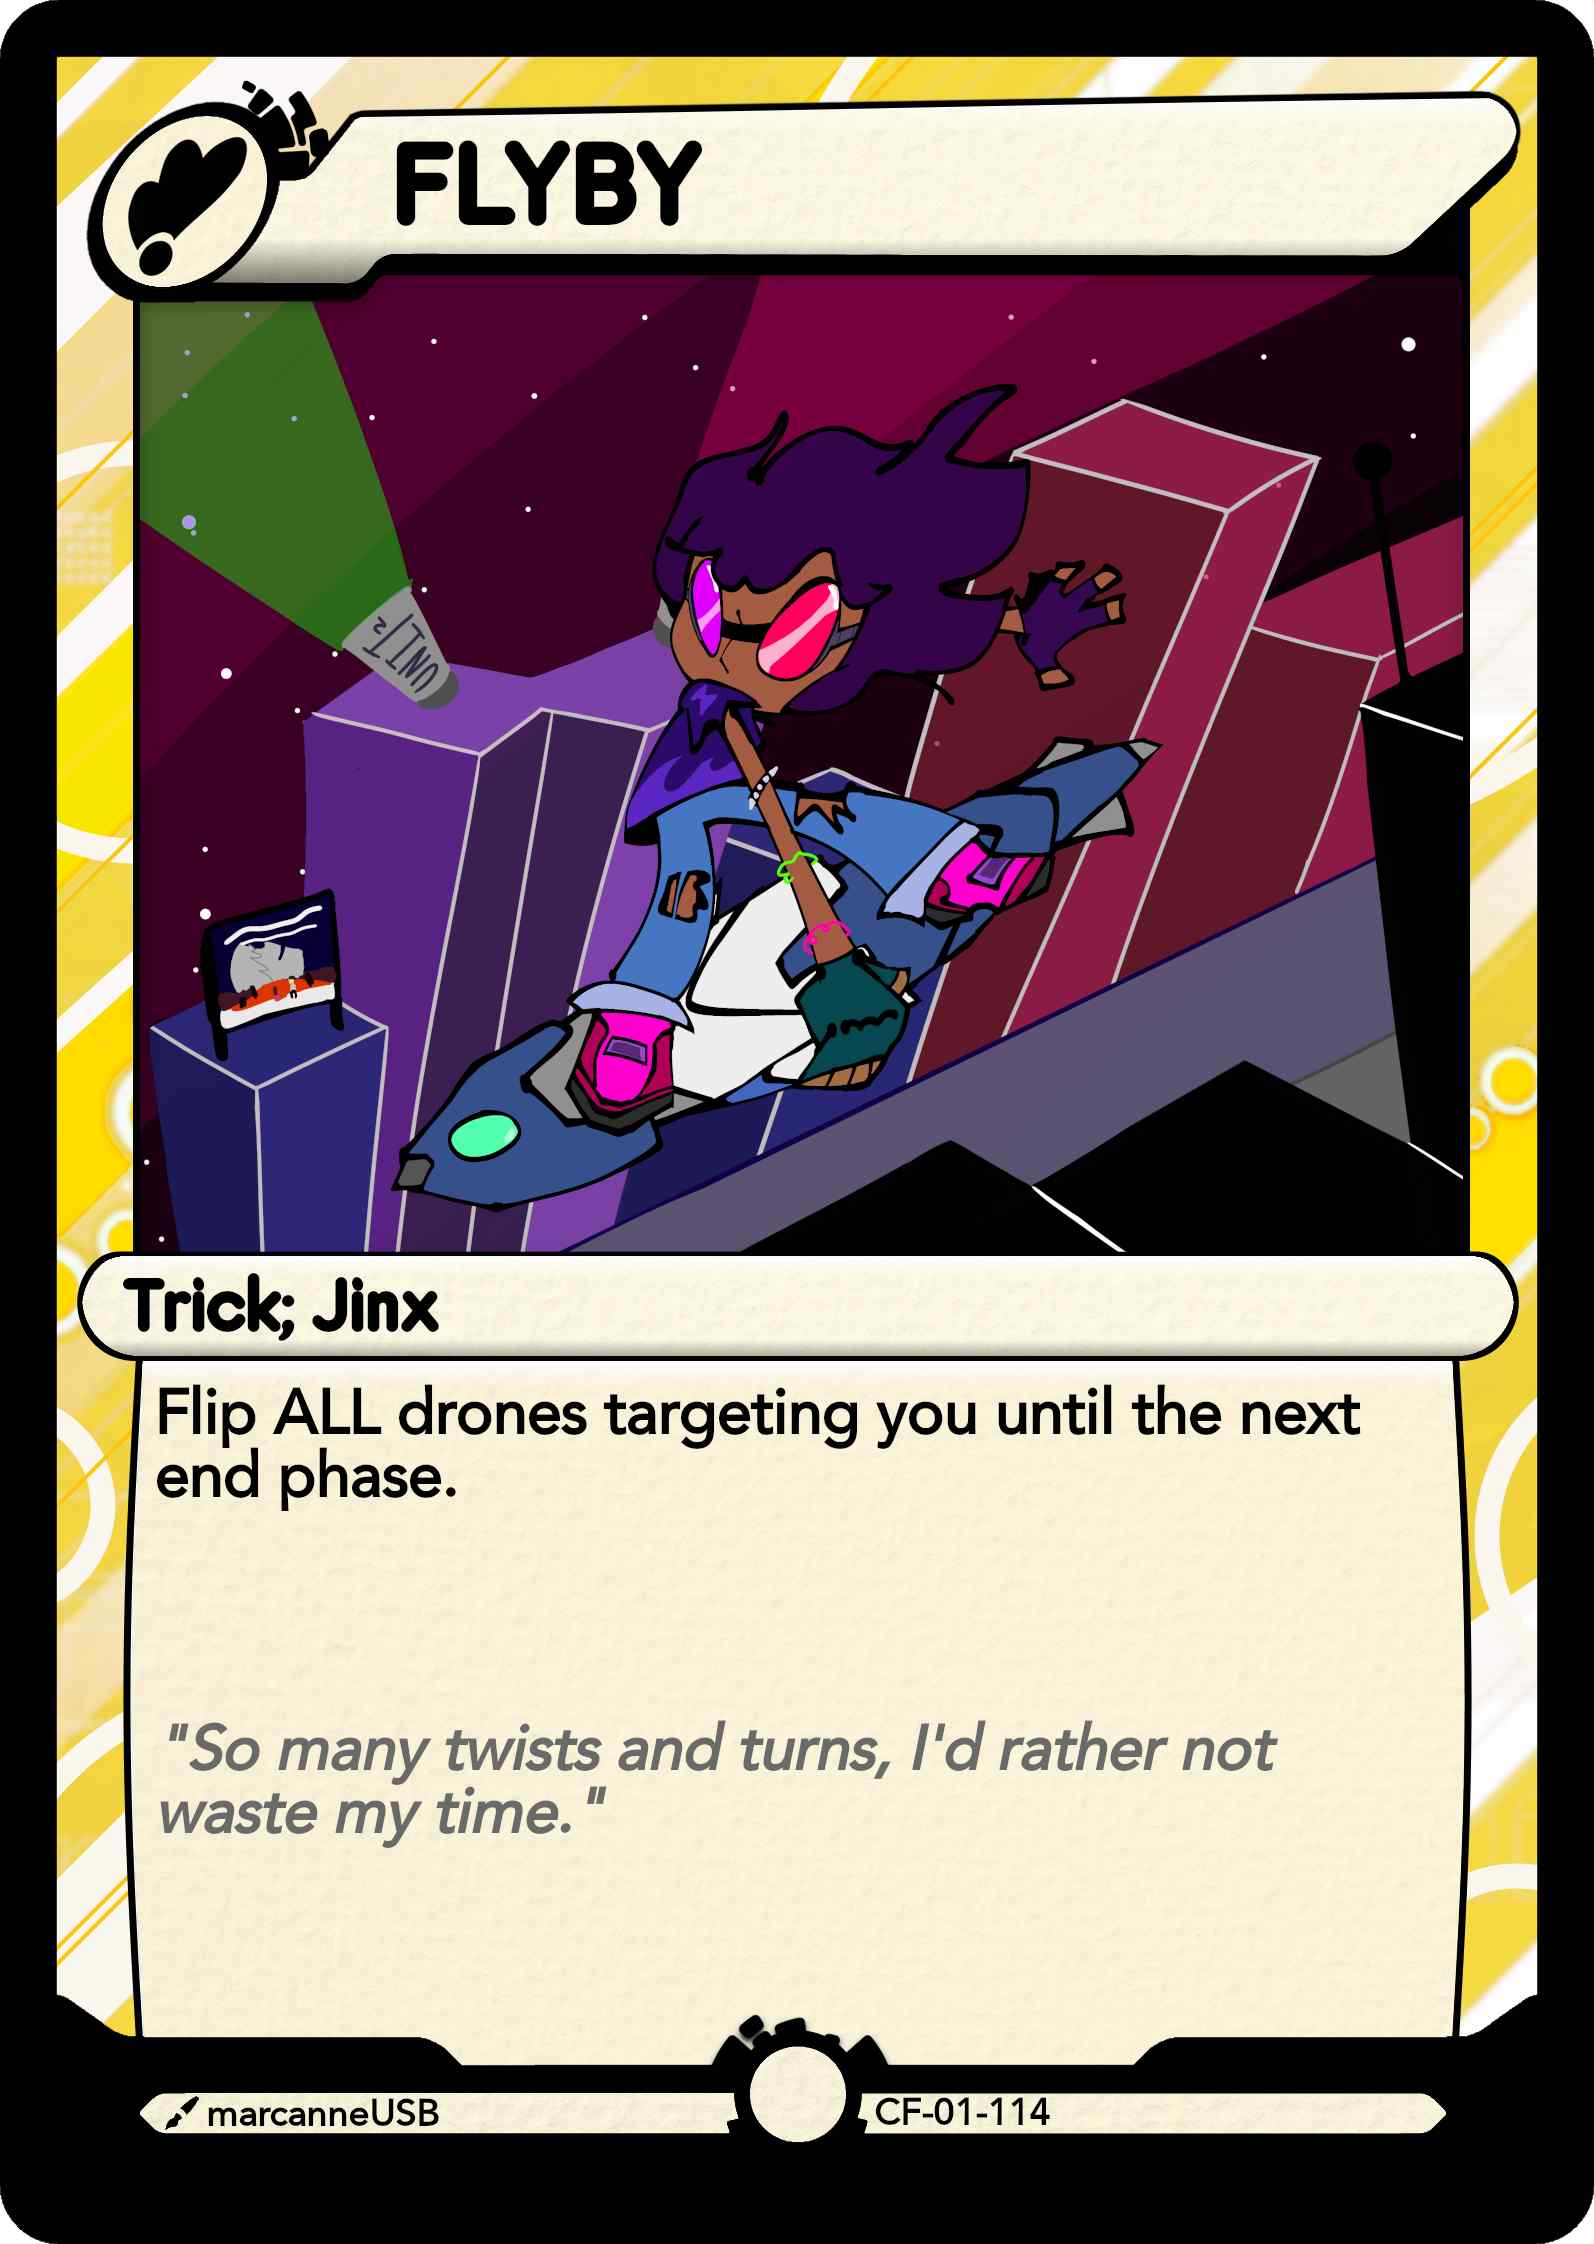 FLYBY
Trick; Jinx
Flip ALL drones targeting you until the next
end phase.
"So many twists and turns, I'd rather not
waste my time."
marcanneUSB
CF-01-114